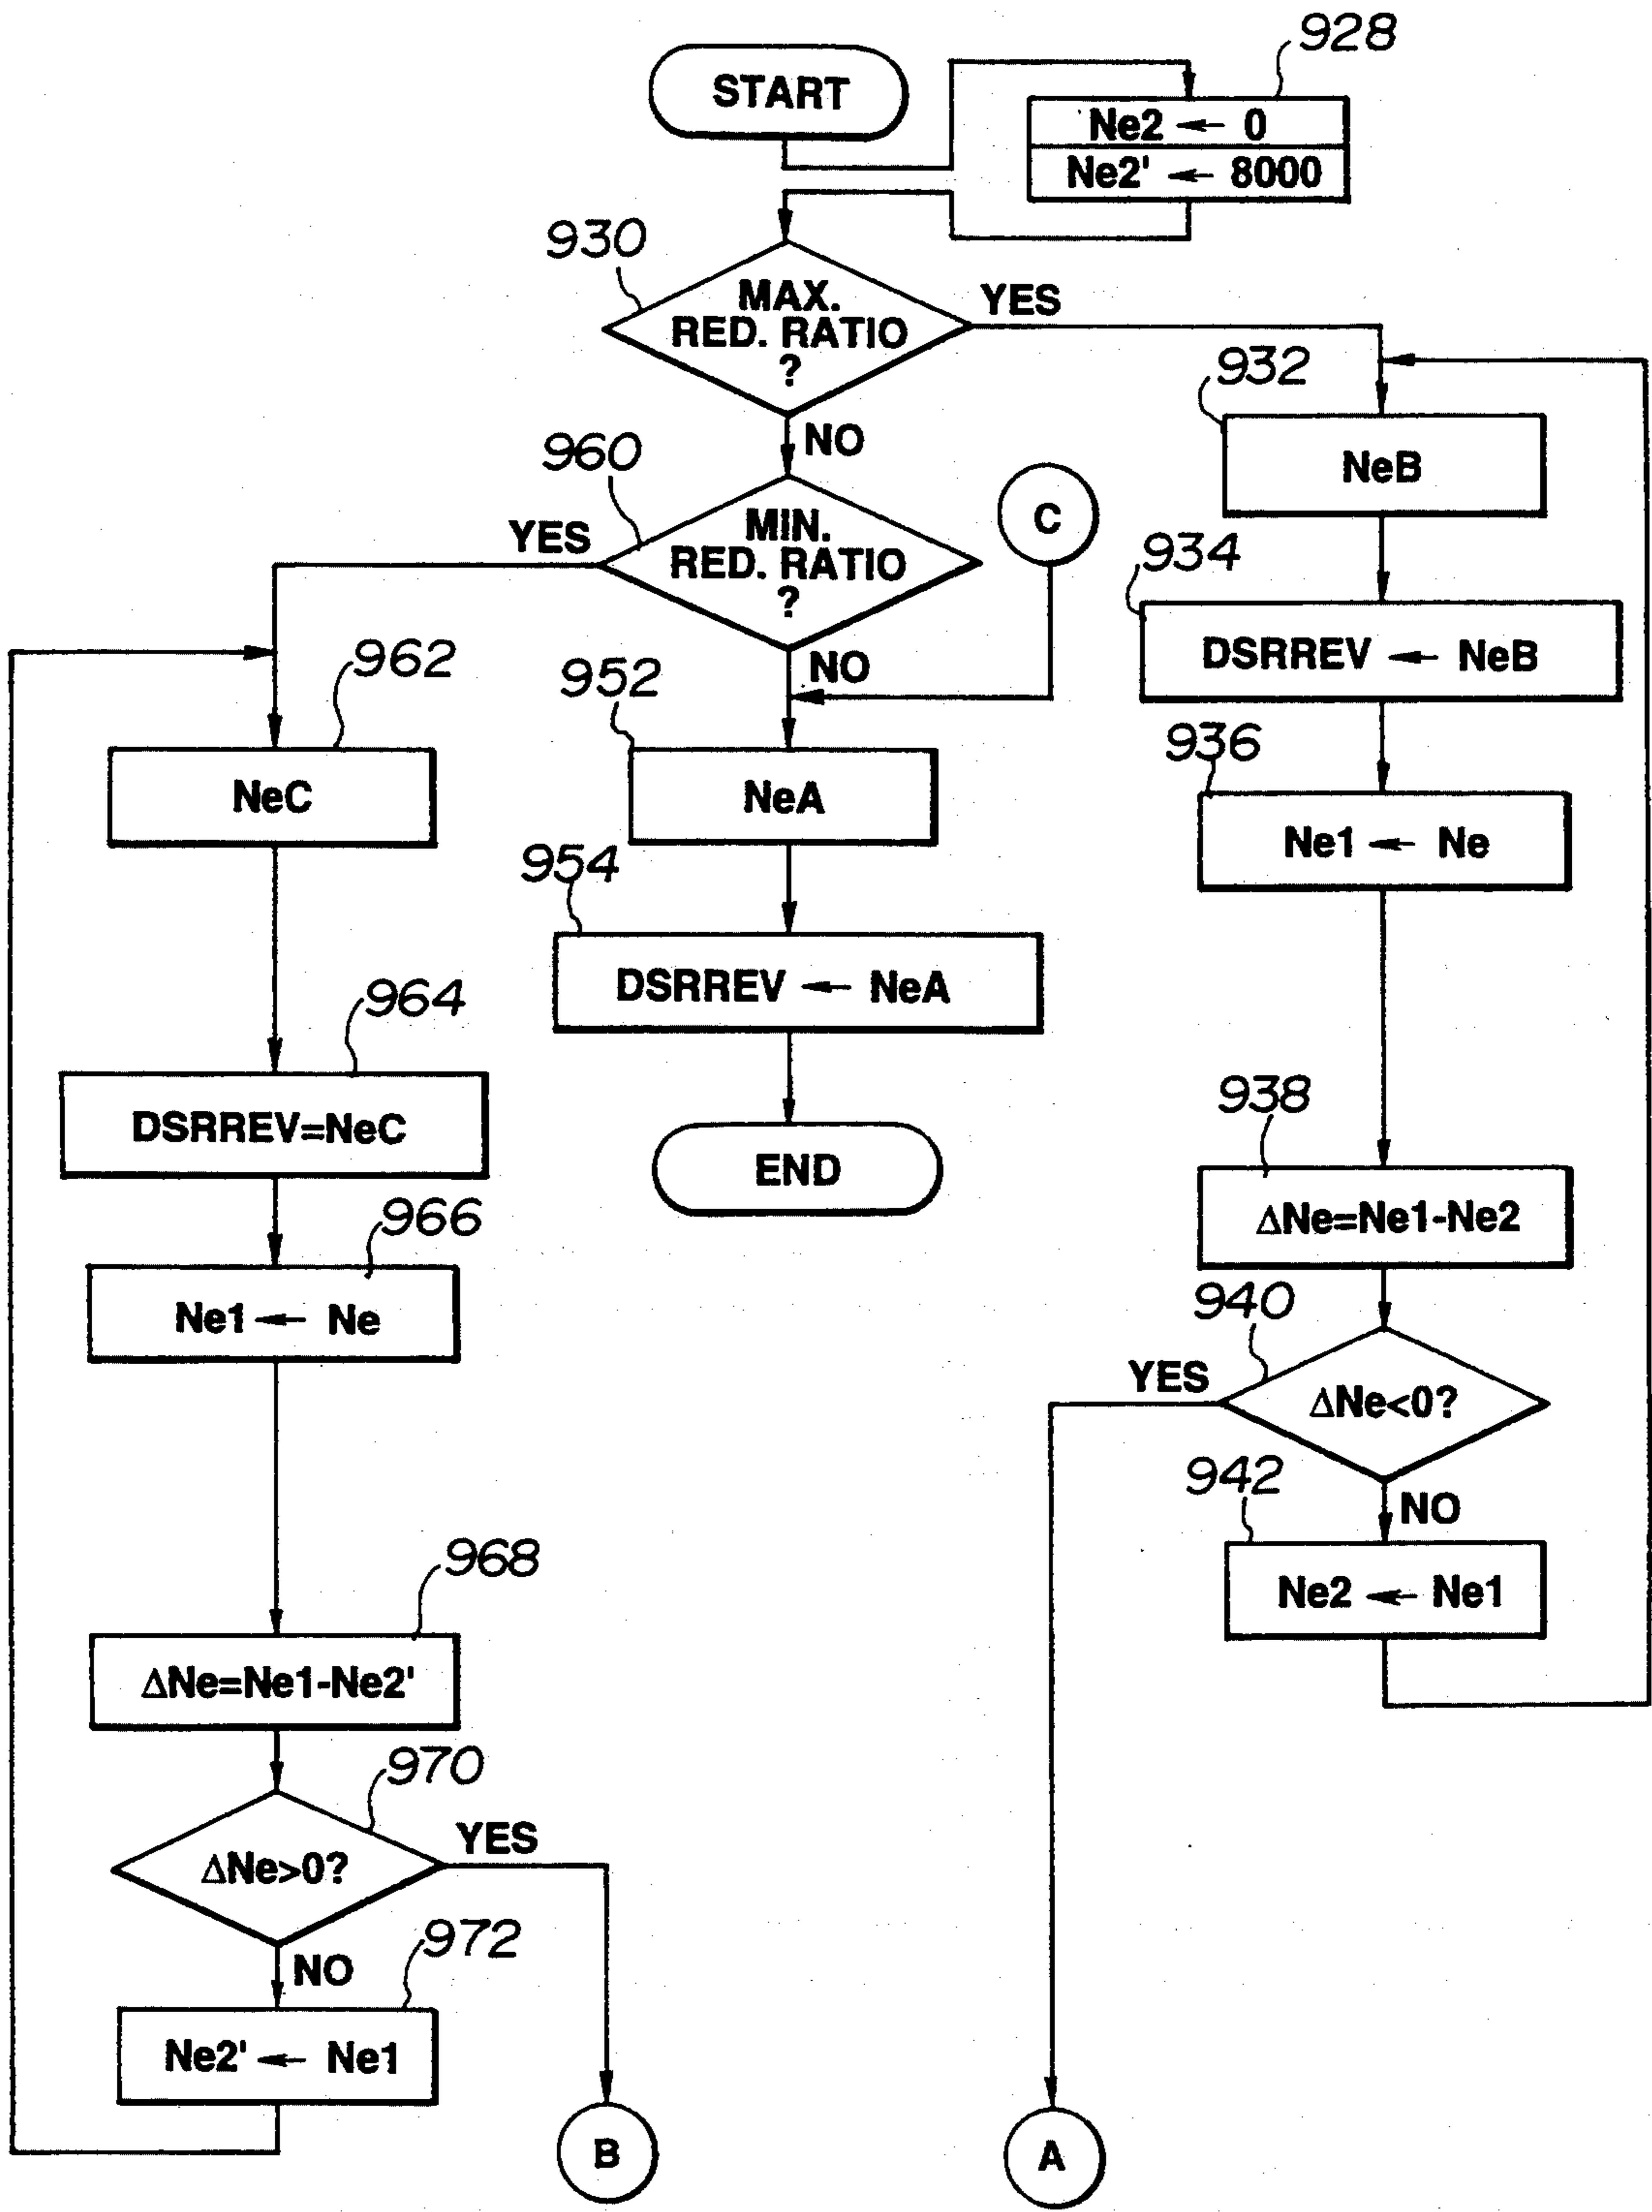 928
START
Ne2 ← 0
Ne2' ← 8000
930
MAX.
RED. RATIO
?
YES
NO
932
NeB
960
MIN.
RED. RATIO
?
YES
NO
C
934
DSRREV ← NeB
962
NeC
952
NeA
936
Ne1 ← Ne
954
DSRREV ← NeA
964
DSRREV=NeC
END
938
ΔNe=Ne1-Ne2
966
Ne1 ← Ne
940
YES
ΔNe<0?
NO
942
Ne2 ← Ne1
968
ΔNe=Ne1-Ne2'
970
ΔNe>0?
YES
NO
972
Ne2' ← Ne1
B
A